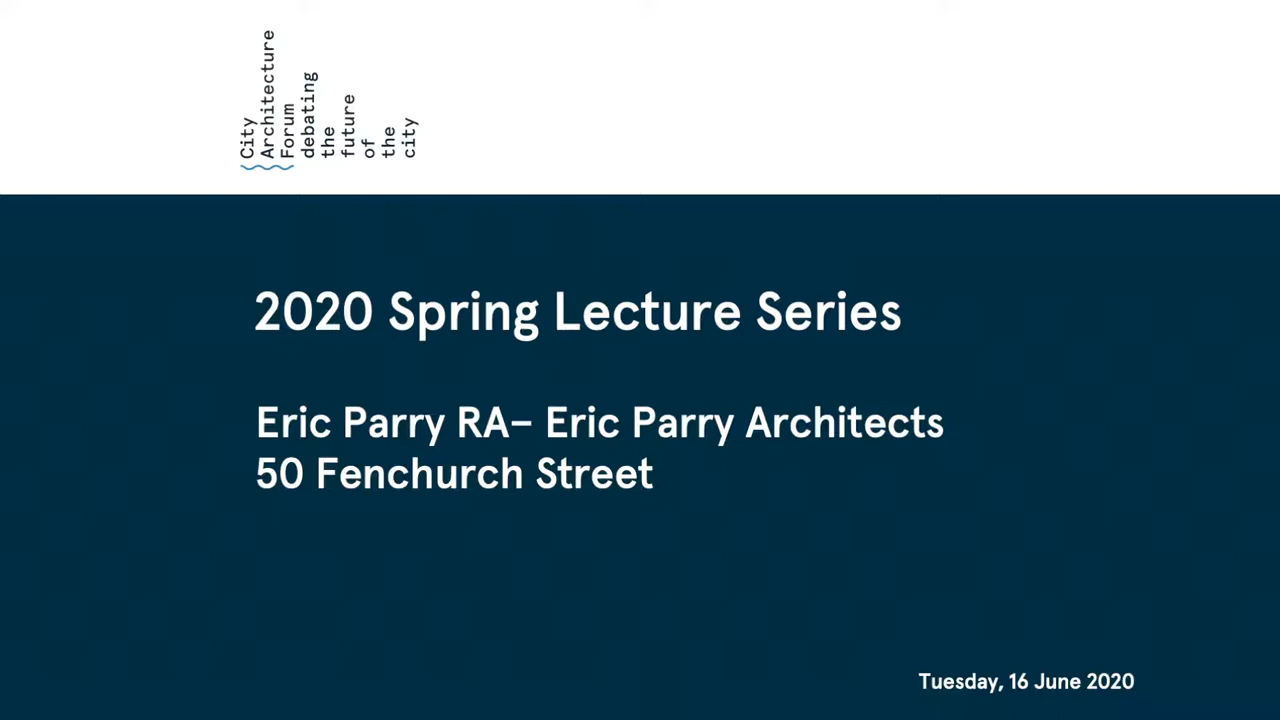 City
Architecture
Forum
debating
the
future
of
the
city
2020 Spring Lecture Series
Eric Parry RA– Eric Parry Architects
50 Fenchurch Street
Tuesday, 16 June 2020